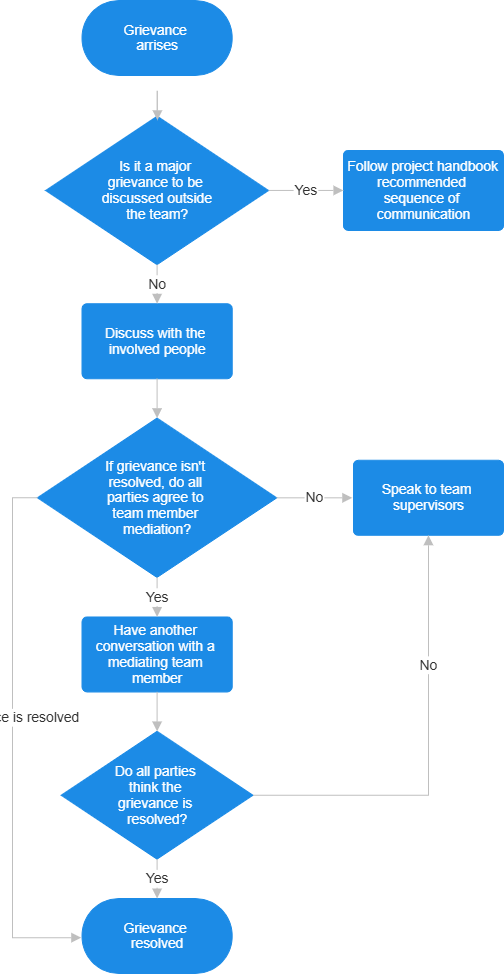 Grievance
arrises
Is it a major
grievance to be
discussed outside
the team?
Yes
Follow project handbook
recommended
sequence of
communication
No
Discuss with the
involved people
If grievance isn't
resolved, do all
parties agree to
team member
mediation?
No
Speak to team
supervisors
Yes
Have another
conversation with a
mediating team
member
No
is resolved
Do all parties
think the
grievance is
resolved?
Yes
Grievance
resolved